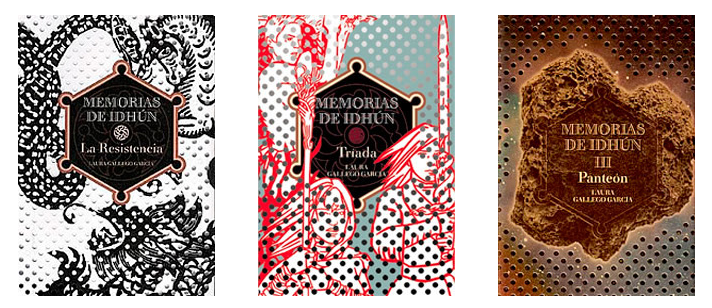 MEMORIAS
DE IDHÚN
La Resistencia
LAURA GALLEGO GARCÍA
MEMORIAS
DE IDHÚN
Tríada
LAURA
GALLEGO GARCÍA
MEMORIAS
DE IDHÚN
III
Panteón
LAURA
GALLEGO GARCÍA